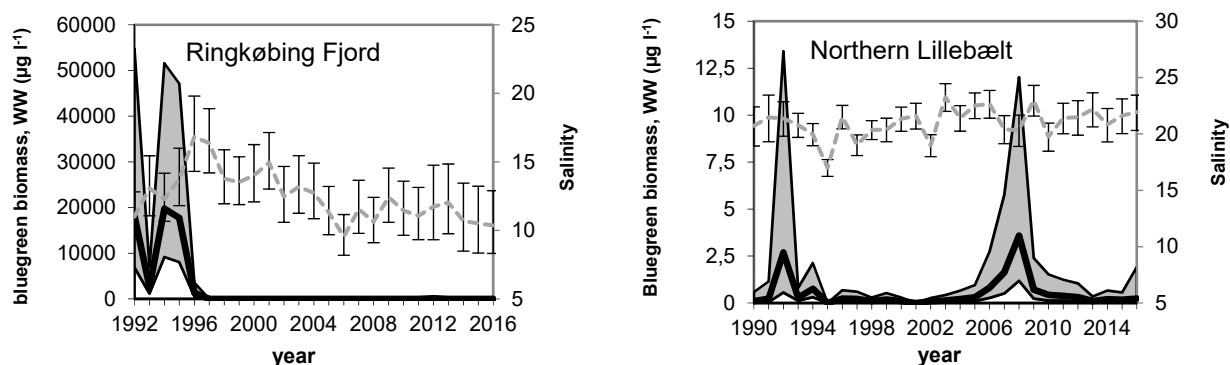 Ringkøbing Fjord
bluegreen biomass, WW (µg l-1)
60000
50000
40000
30000
20000
10000
0
25
20
15
10
5
Salinity
1992 1996 2000 2004 2008 2012 2016
year
Northern Lillebælt
Bluegreen biomass, WW (µg l-1)
15
12,5
10
7,5
5
2,5
0
30
25
20
15
10
5
Salinity
1990 1994 1998 2002 2006 2010 2014
year